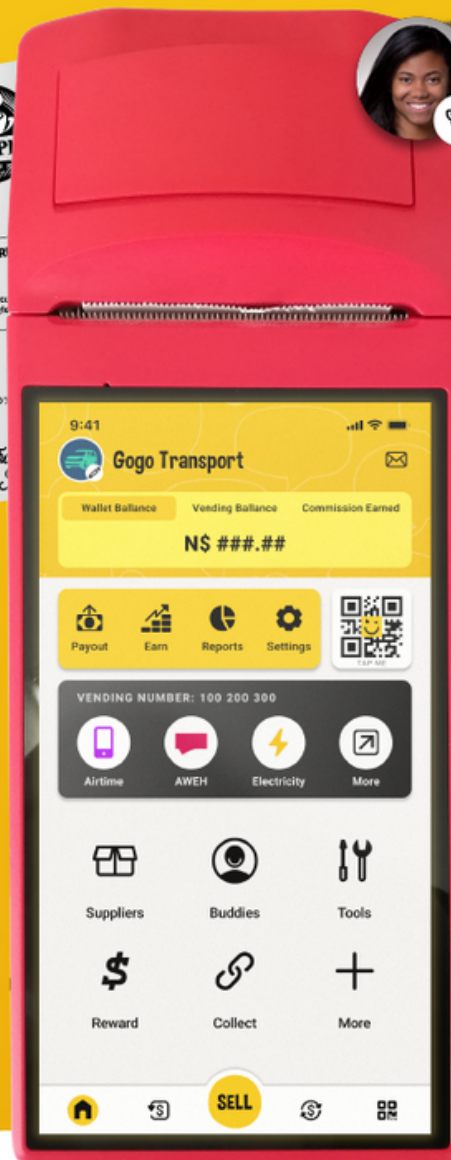 9:41
Gogo Transport
Wallet Ballance Vending Ballance Commission Earned
N$ ###.##
Payout Earn Reports Settings
TAP ME
VENDING NUMBER: 100 200 300
Airtime AWEH Electricity More
Suppliers Buddies Tools
Reward Collect More
SELL